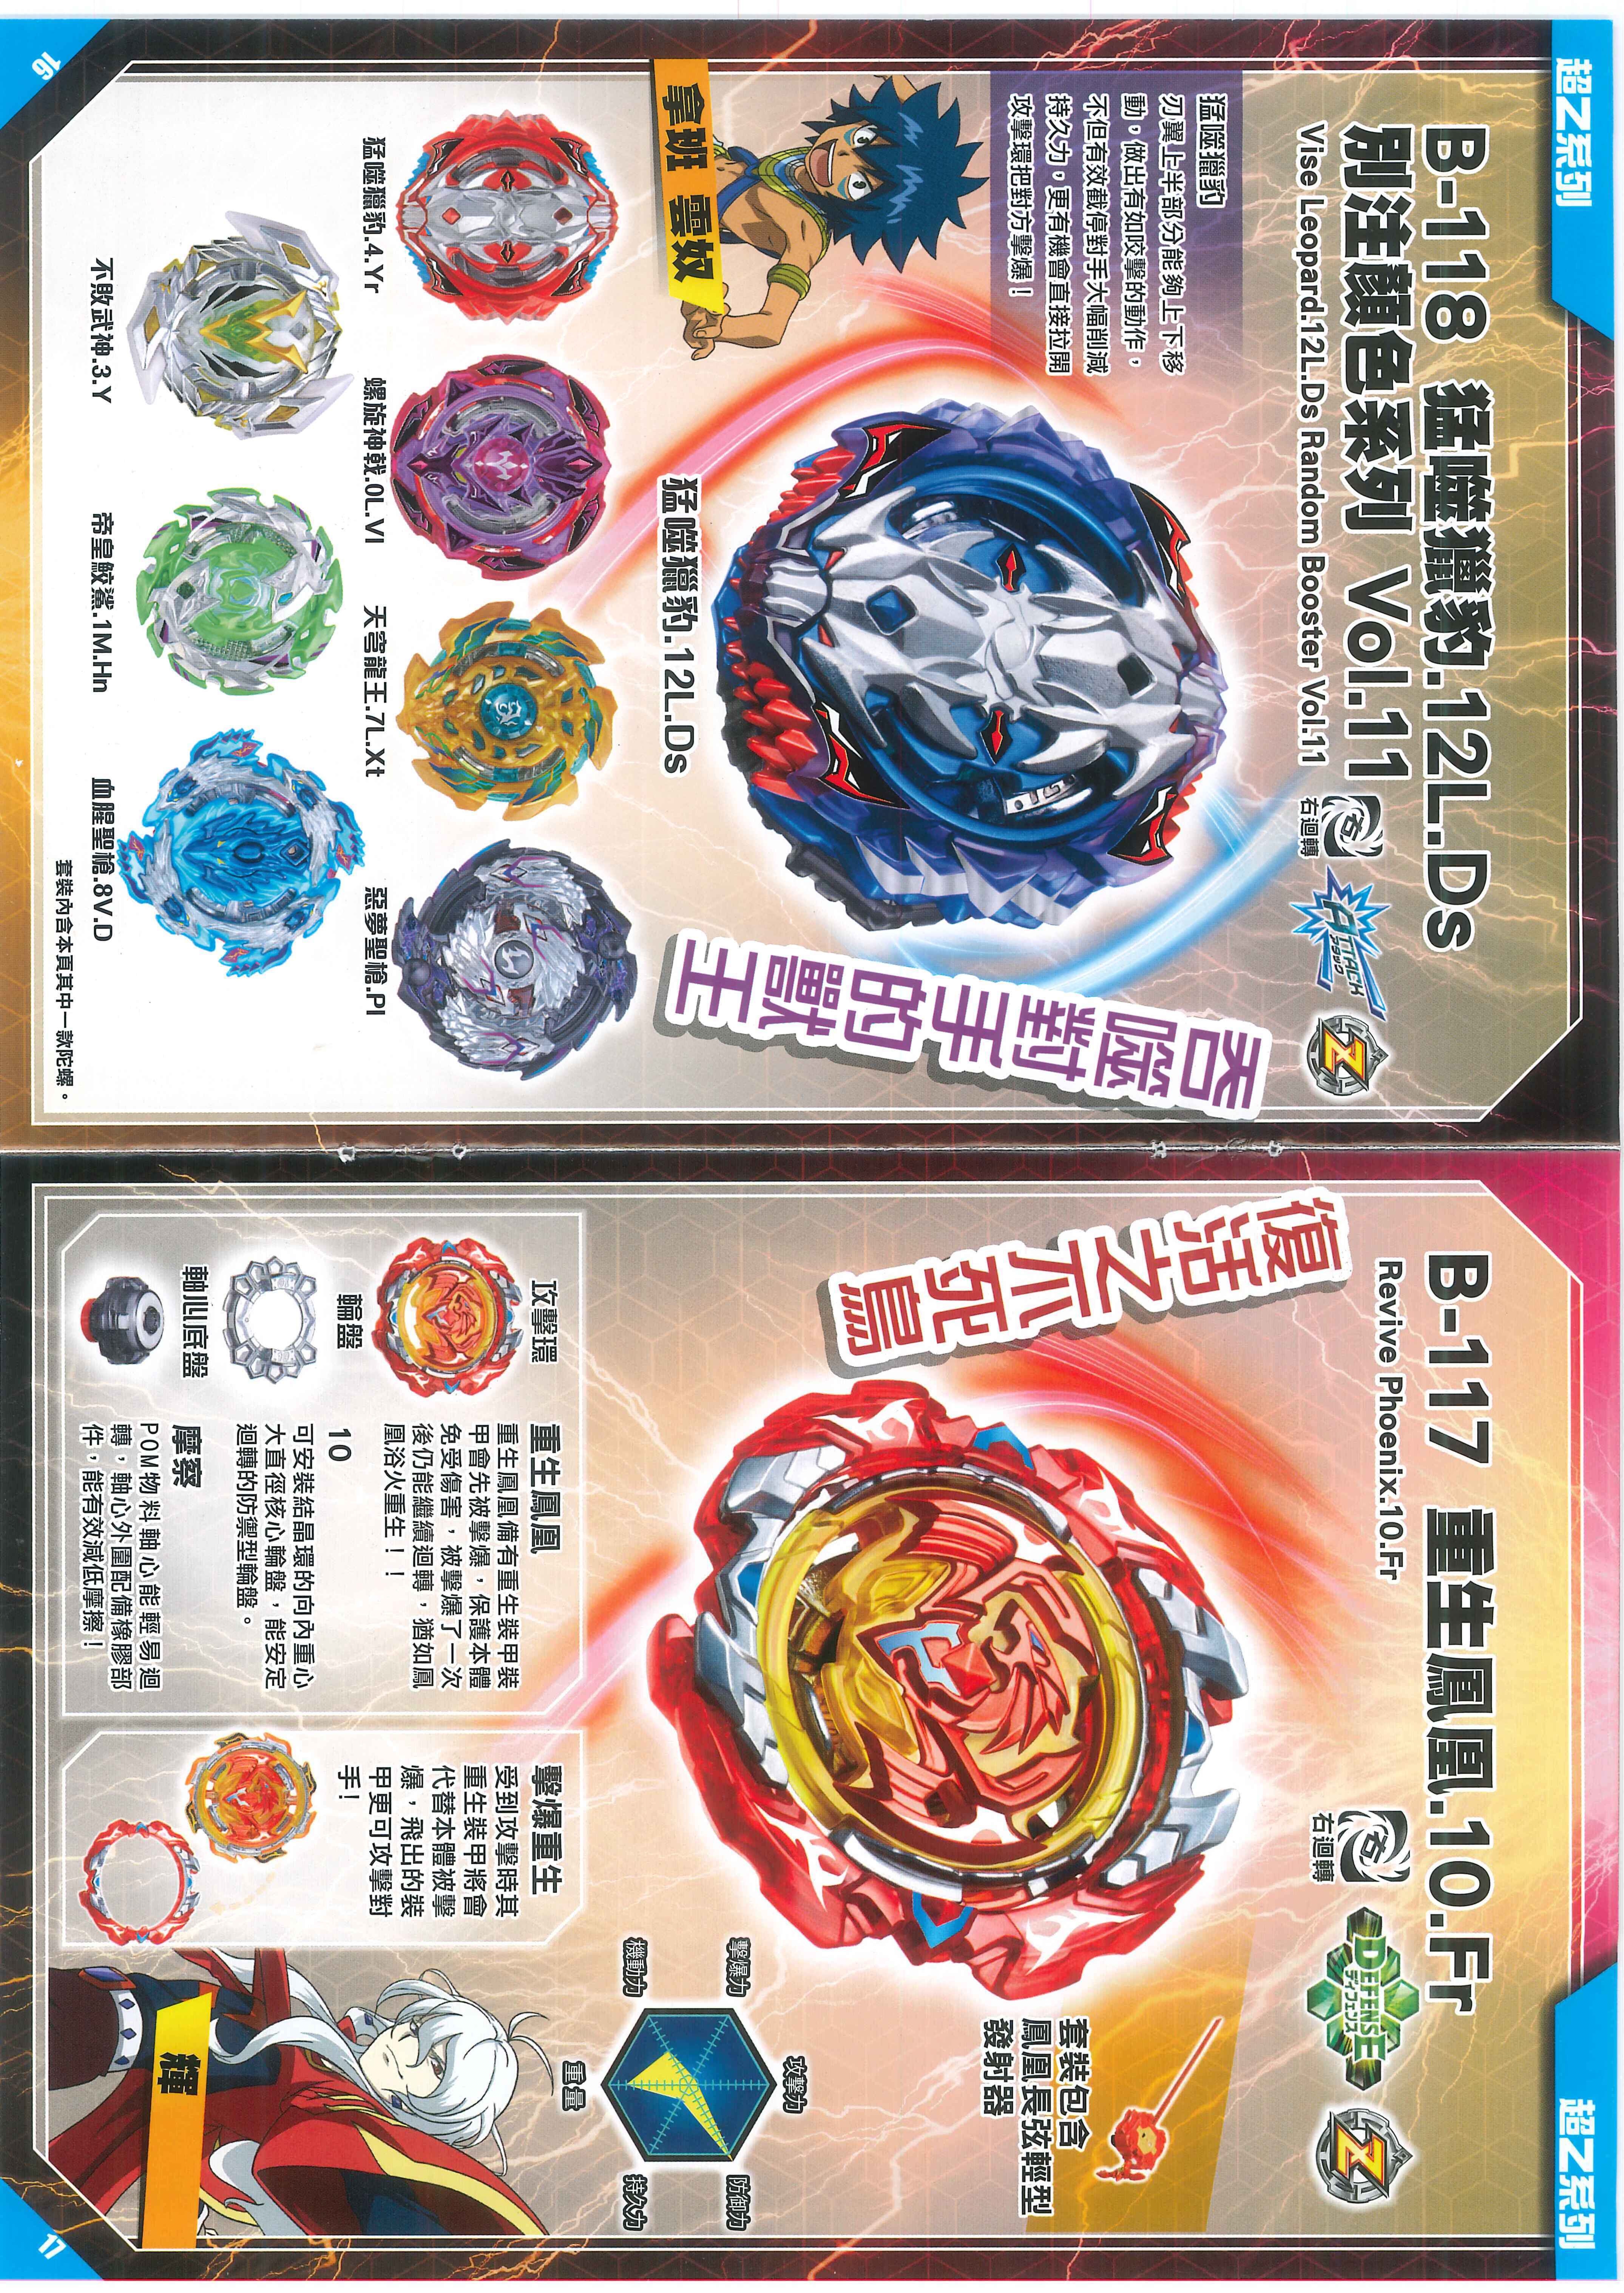 超Z系列
B-118 猛噬獵豹.12L.Ds
別注顏色系列 Vol.11
Vise Leopard.12L.Ds Random Booster Vol.11
右
右迴轉
ATTACK
アタック
Z
猛噬獵豹
刃翼上半部分能夠上下移
動，做出有如咬擊的動作，
不但有效截停對手大幅削減
持久力，更有機會直接拉開
攻擊環把對方擊爆！
吞噬對手的獸王
拿班 雲奴
猛噬獵豹.12L.Ds
猛噬獵豹.4.Yr
螺旋神戟.0L.Vl
天穹龍王.7L.Xt
惡夢聖槍.Pl
不敗武神.3.Y
帝皇鮫鯊.1M.Hn
血腥聖槍.8V.D
套裝內含本頁其中一款陀螺。
16
超Z系列
B-117 重生鳳凰.10.Fr
Revive Phoenix.10.Fr
右
右迴轉
DEFENSE
ディフェンス
Z
復活之不死鳥
套裝包含
鳳凰長弦輕型
發射器
攻擊力
防御力
持久力
重量
機動力
擊爆力
攻擊環
重生鳳凰
重生鳳凰備有重生裝甲裝
甲會先被擊爆，保護本體
免受傷害，被擊爆了一次
後仍能繼續迴轉，猶如鳳
凰浴火重生！！
輪盤
10
可安裝結晶環的向內重心
大直徑核心輪盤，能安定
迴轉的防禦型輪盤。
軸心底盤
摩察
POM物料軸心能輕易迴
轉，軸心外圍配備橡膠部
件，能有效減低摩擦！
擊爆重生
受到攻擊時其
重生裝甲將會
代替本體被擊
爆，飛出的裝
甲更可攻擊對
手！
輝
17